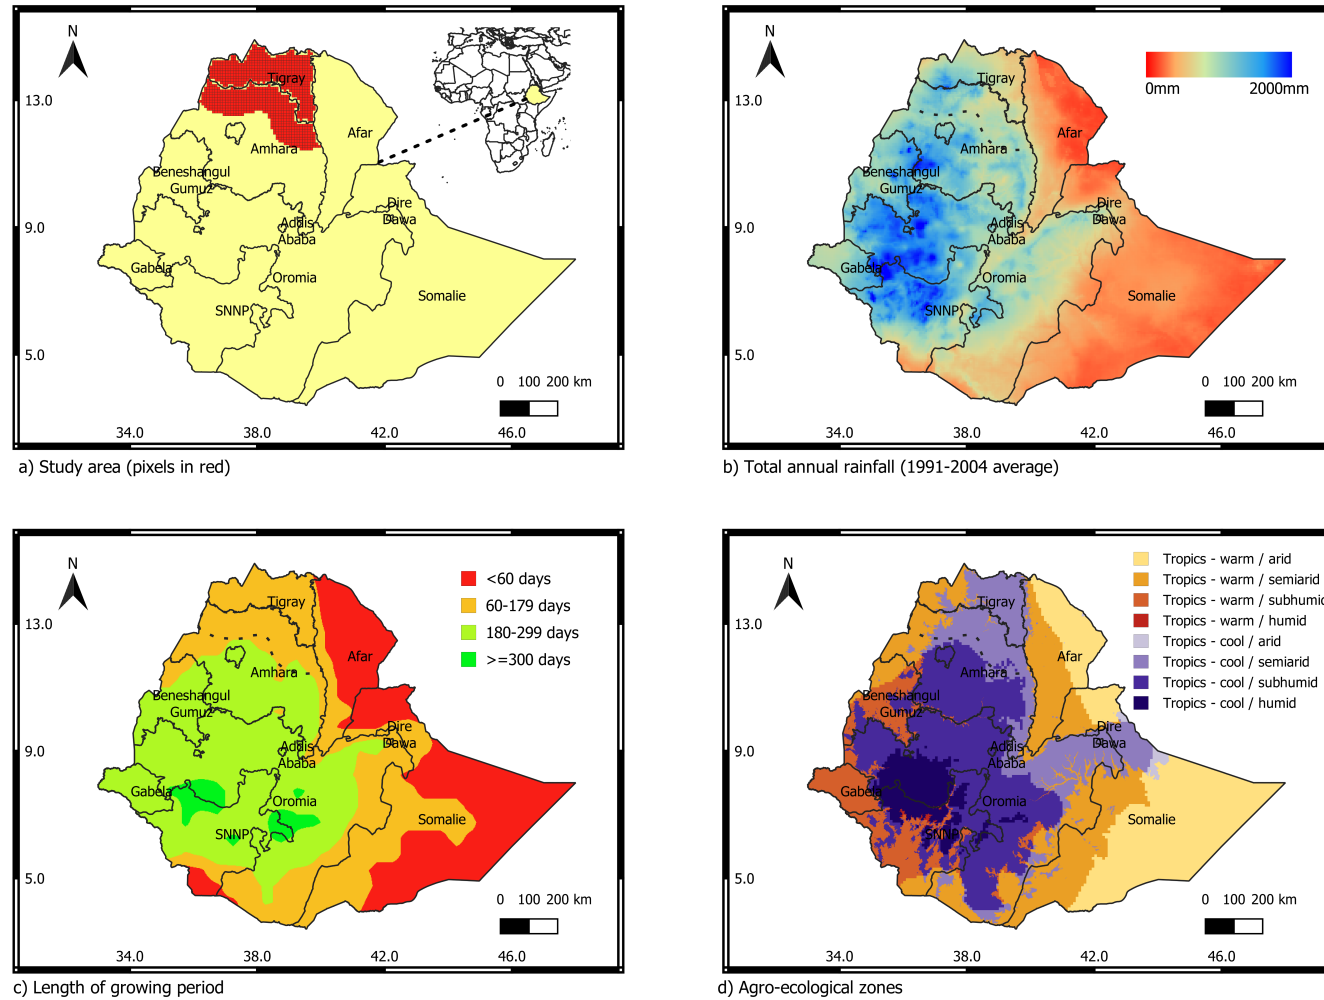 N
Tigray
13.0
Afar
Amhara
Beneshangul
Gumuz
Dire
Dawa
9.0
Addis
Ababa
Gabela
Oromia
Somalie
SNNP
5.0
0 100 200 km
34.0 38.0 42.0 46.0
a) Study area (pixels in red)
N
0mm 2000mm
Tigray
13.0
Afar
Amhara
Beneshangul
Gumuz
Dire
Dawa
9.0
Addis
Ababa
Gabela
Oromia
Somalie
SNNP
5.0
0 100 200 km
34.0 38.0 42.0 46.0
b) Total annual rainfall (1991-2004 average)
N
<60 days
60-179 days
180-299 days
>=300 days
Tigray
13.0
Afar
Amhara
Beneshangul
Gumuz
Dire
Dawa
9.0
Addis
Ababa
Gabela
Oromia
Somalie
SNNP
5.0
0 100 200 km
34.0 38.0 42.0 46.0
c) Length of growing period
N
Tropics - warm / arid
Tropics - warm / semiarid
Tropics - warm / subhumid
Tropics - warm / humid
Tropics - cool / arid
Tropics - cool / semiarid
Tropics - cool / subhumid
Tropics - cool / humid
Tigray
13.0
Afar
Amhara
Beneshangul
Gumuz
Dire
Dawa
9.0
Addis
Ababa
Gabela
Oromia
Somalie
SNNP
5.0
0 100 200 km
34.0 38.0 42.0 46.0
d) Agro-ecological zones